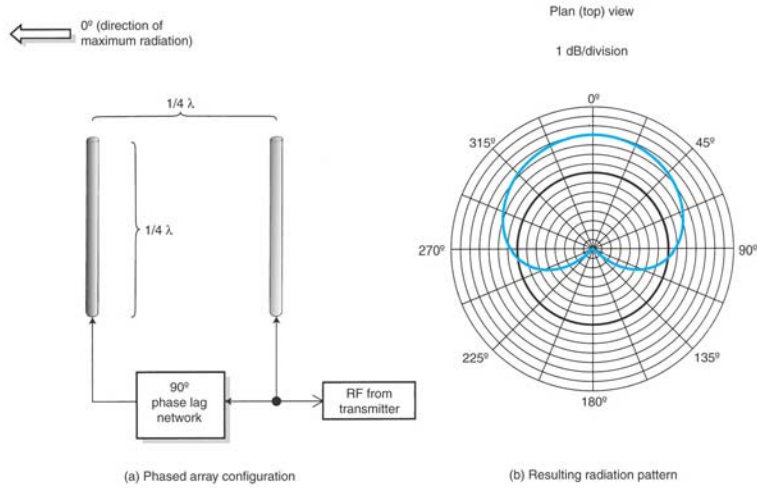 0º (direction of
maximum radiation)
1/4 λ
1/4 λ
90º
phase lag
network
RF from
transmitter
(a) Phased array configuration
Plan (top) view
1 dB/division
0º
315º
45º
270º
90º
225º
135º
180º
(b) Resulting radiation pattern